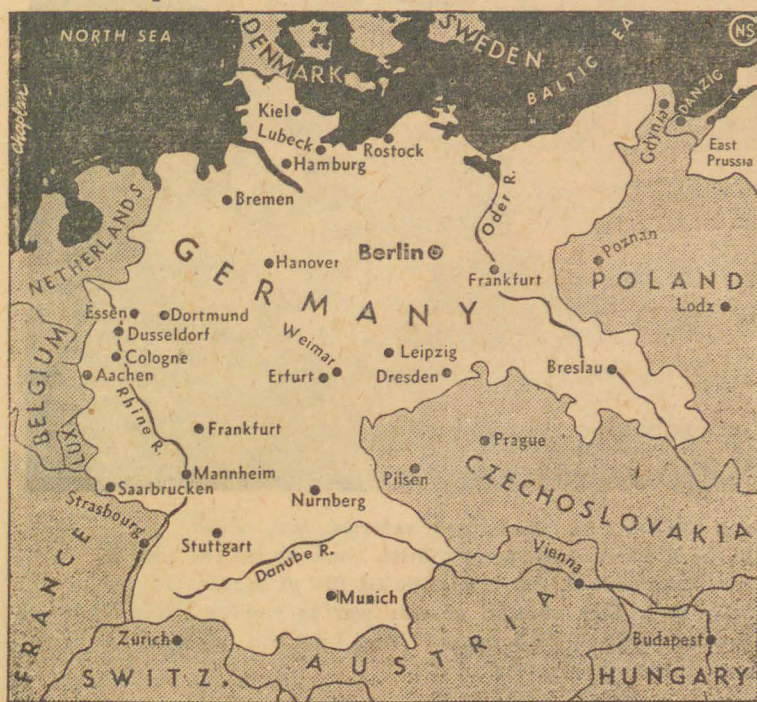 NORTH SEA
DENMARK
SWEDEN
BALTIC EA
NS
chaplin
Kiel
Lubeck
Hamburg
Rostock
Gdynia
DANZIG
East
Prussia
Bremen
Oder R.
NETHERLANDS
Hanover
Berlin
Frankfurt
Poznan
POLAND
GERMANY
Essen
Dortmund
Dusseldorf
Cologne
Aachen
Weimar
Erfurt
Leipzig
Dresden
Breslau
Lodz
BELGIUM
LUX
Rhine R.
Frankfurt
Prague
Pilsen
CZECHOSLOVAKIA
Mannheim
Saarbrucken
Nurnberg
Strasbourg
Stuttgart
Danube R.
Vienna
Munich
FRANCE
Zurich
SWITZ.
AUSTRIA
Budapest
HUNGARY